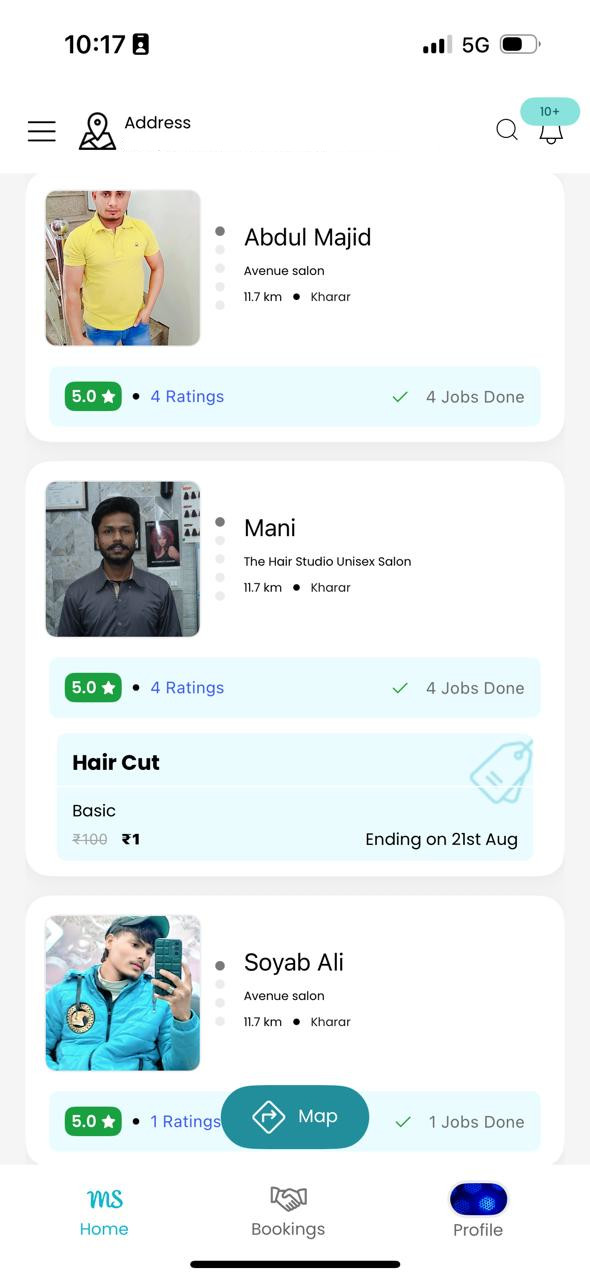 10:17
5G
Address
10+
Abdul Majid
Avenue salon
11.7 km • Kharar
5.0 ★ • 4 Ratings
✓ 4 Jobs Done
Mani
The Hair Studio Unisex Salon
11.7 km • Kharar
5.0 ★ • 4 Ratings
✓ 4 Jobs Done
Hair Cut
Basic
₹100 ₹1
Ending on 21st Aug
Soyab Ali
Avenue salon
11.7 km • Kharar
5.0 ★ • 1 Ratings
Map
✓ 1 Jobs Done
MS
Home
Bookings
Profile